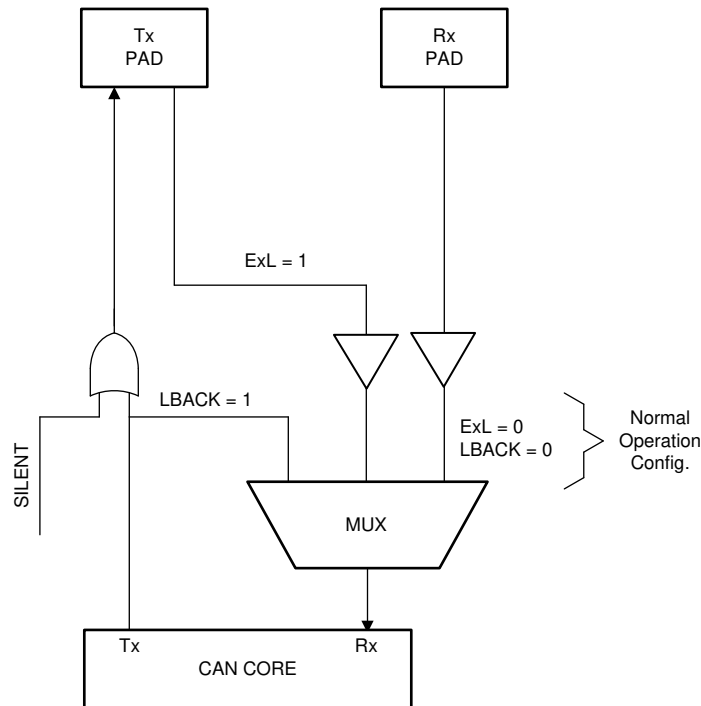 Tx
PAD
Rx
PAD
ExL = 1
LBACK = 1
ExL = 0
LBACK = 0
Normal
Operation
Config.
SILENT
MUX
Tx
Rx
CAN CORE